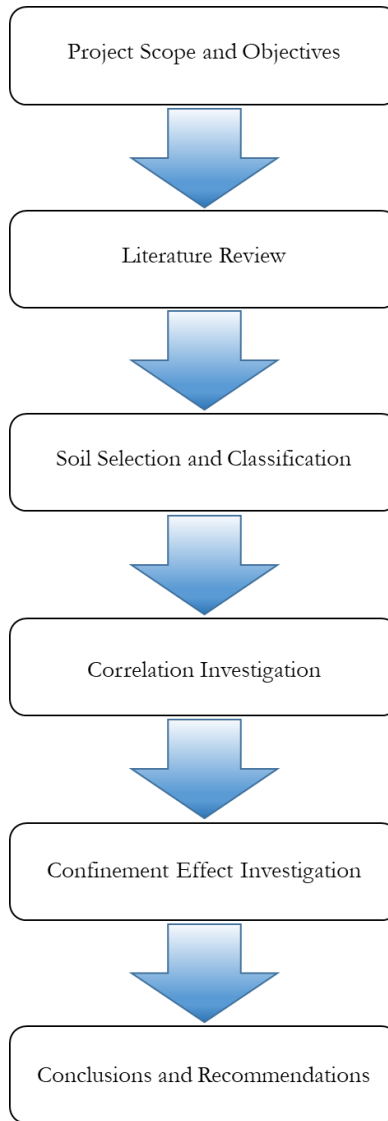 Project Scope and Objectives
Literature Review
Soil Selection and Classification
Correlation Investigation
Confinement Effect Investigation
Conclusions and Recommendations